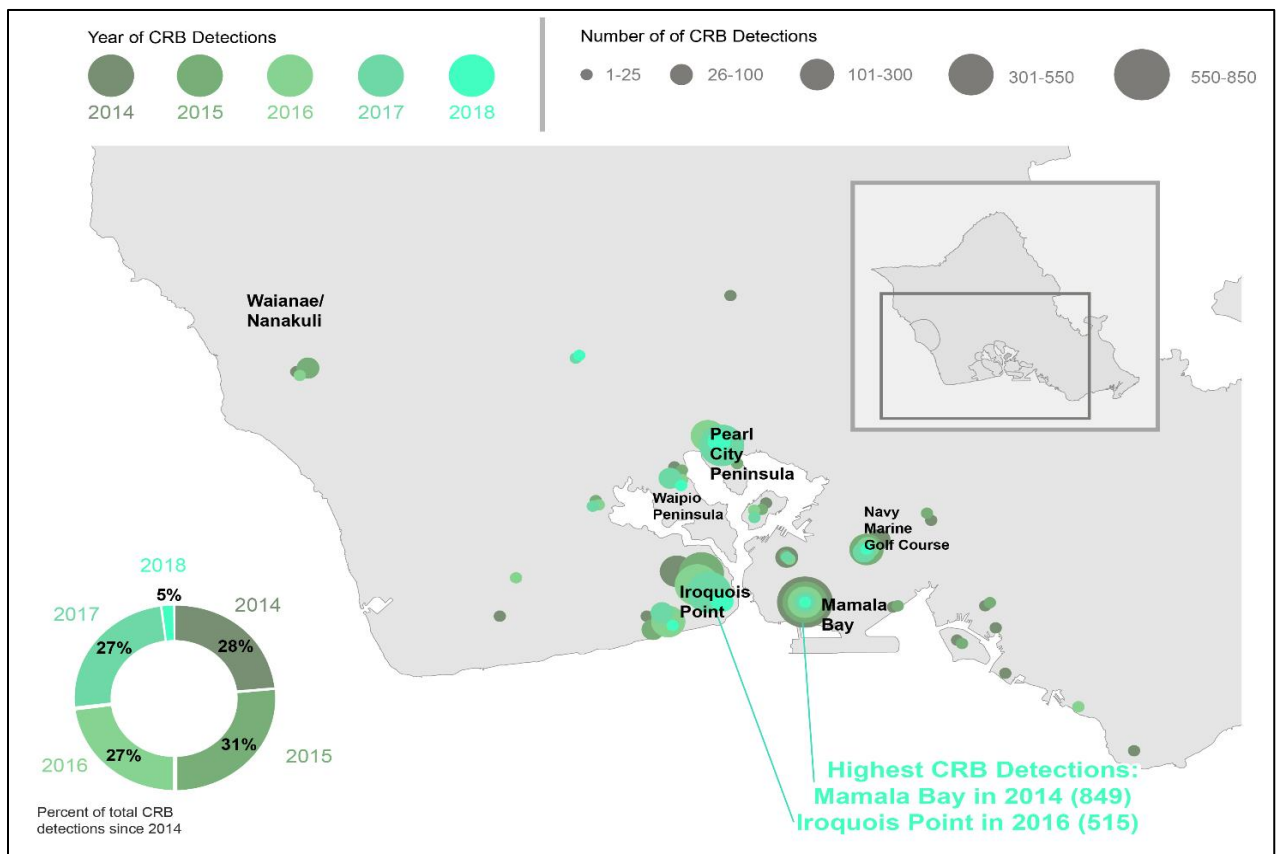 Year of CRB Detections
2014 2015 2016 2017 2018
Number of of CRB Detections
1-25 26-100 101-300 301-550 550-850
Waianae/
Nanakuli
Pearl
City
Peninsula
Waipio
Peninsula
Navy
Marine
Golf Course
Iroquois
Point
Mamala
Bay
2018
5%
2014
28%
2017
27%
2016
27%
2015
31%
Percent of total CRB
detections since 2014
Highest CRB Detections:
Mamala Bay in 2014 (849)
Iroquois Point in 2016 (515)